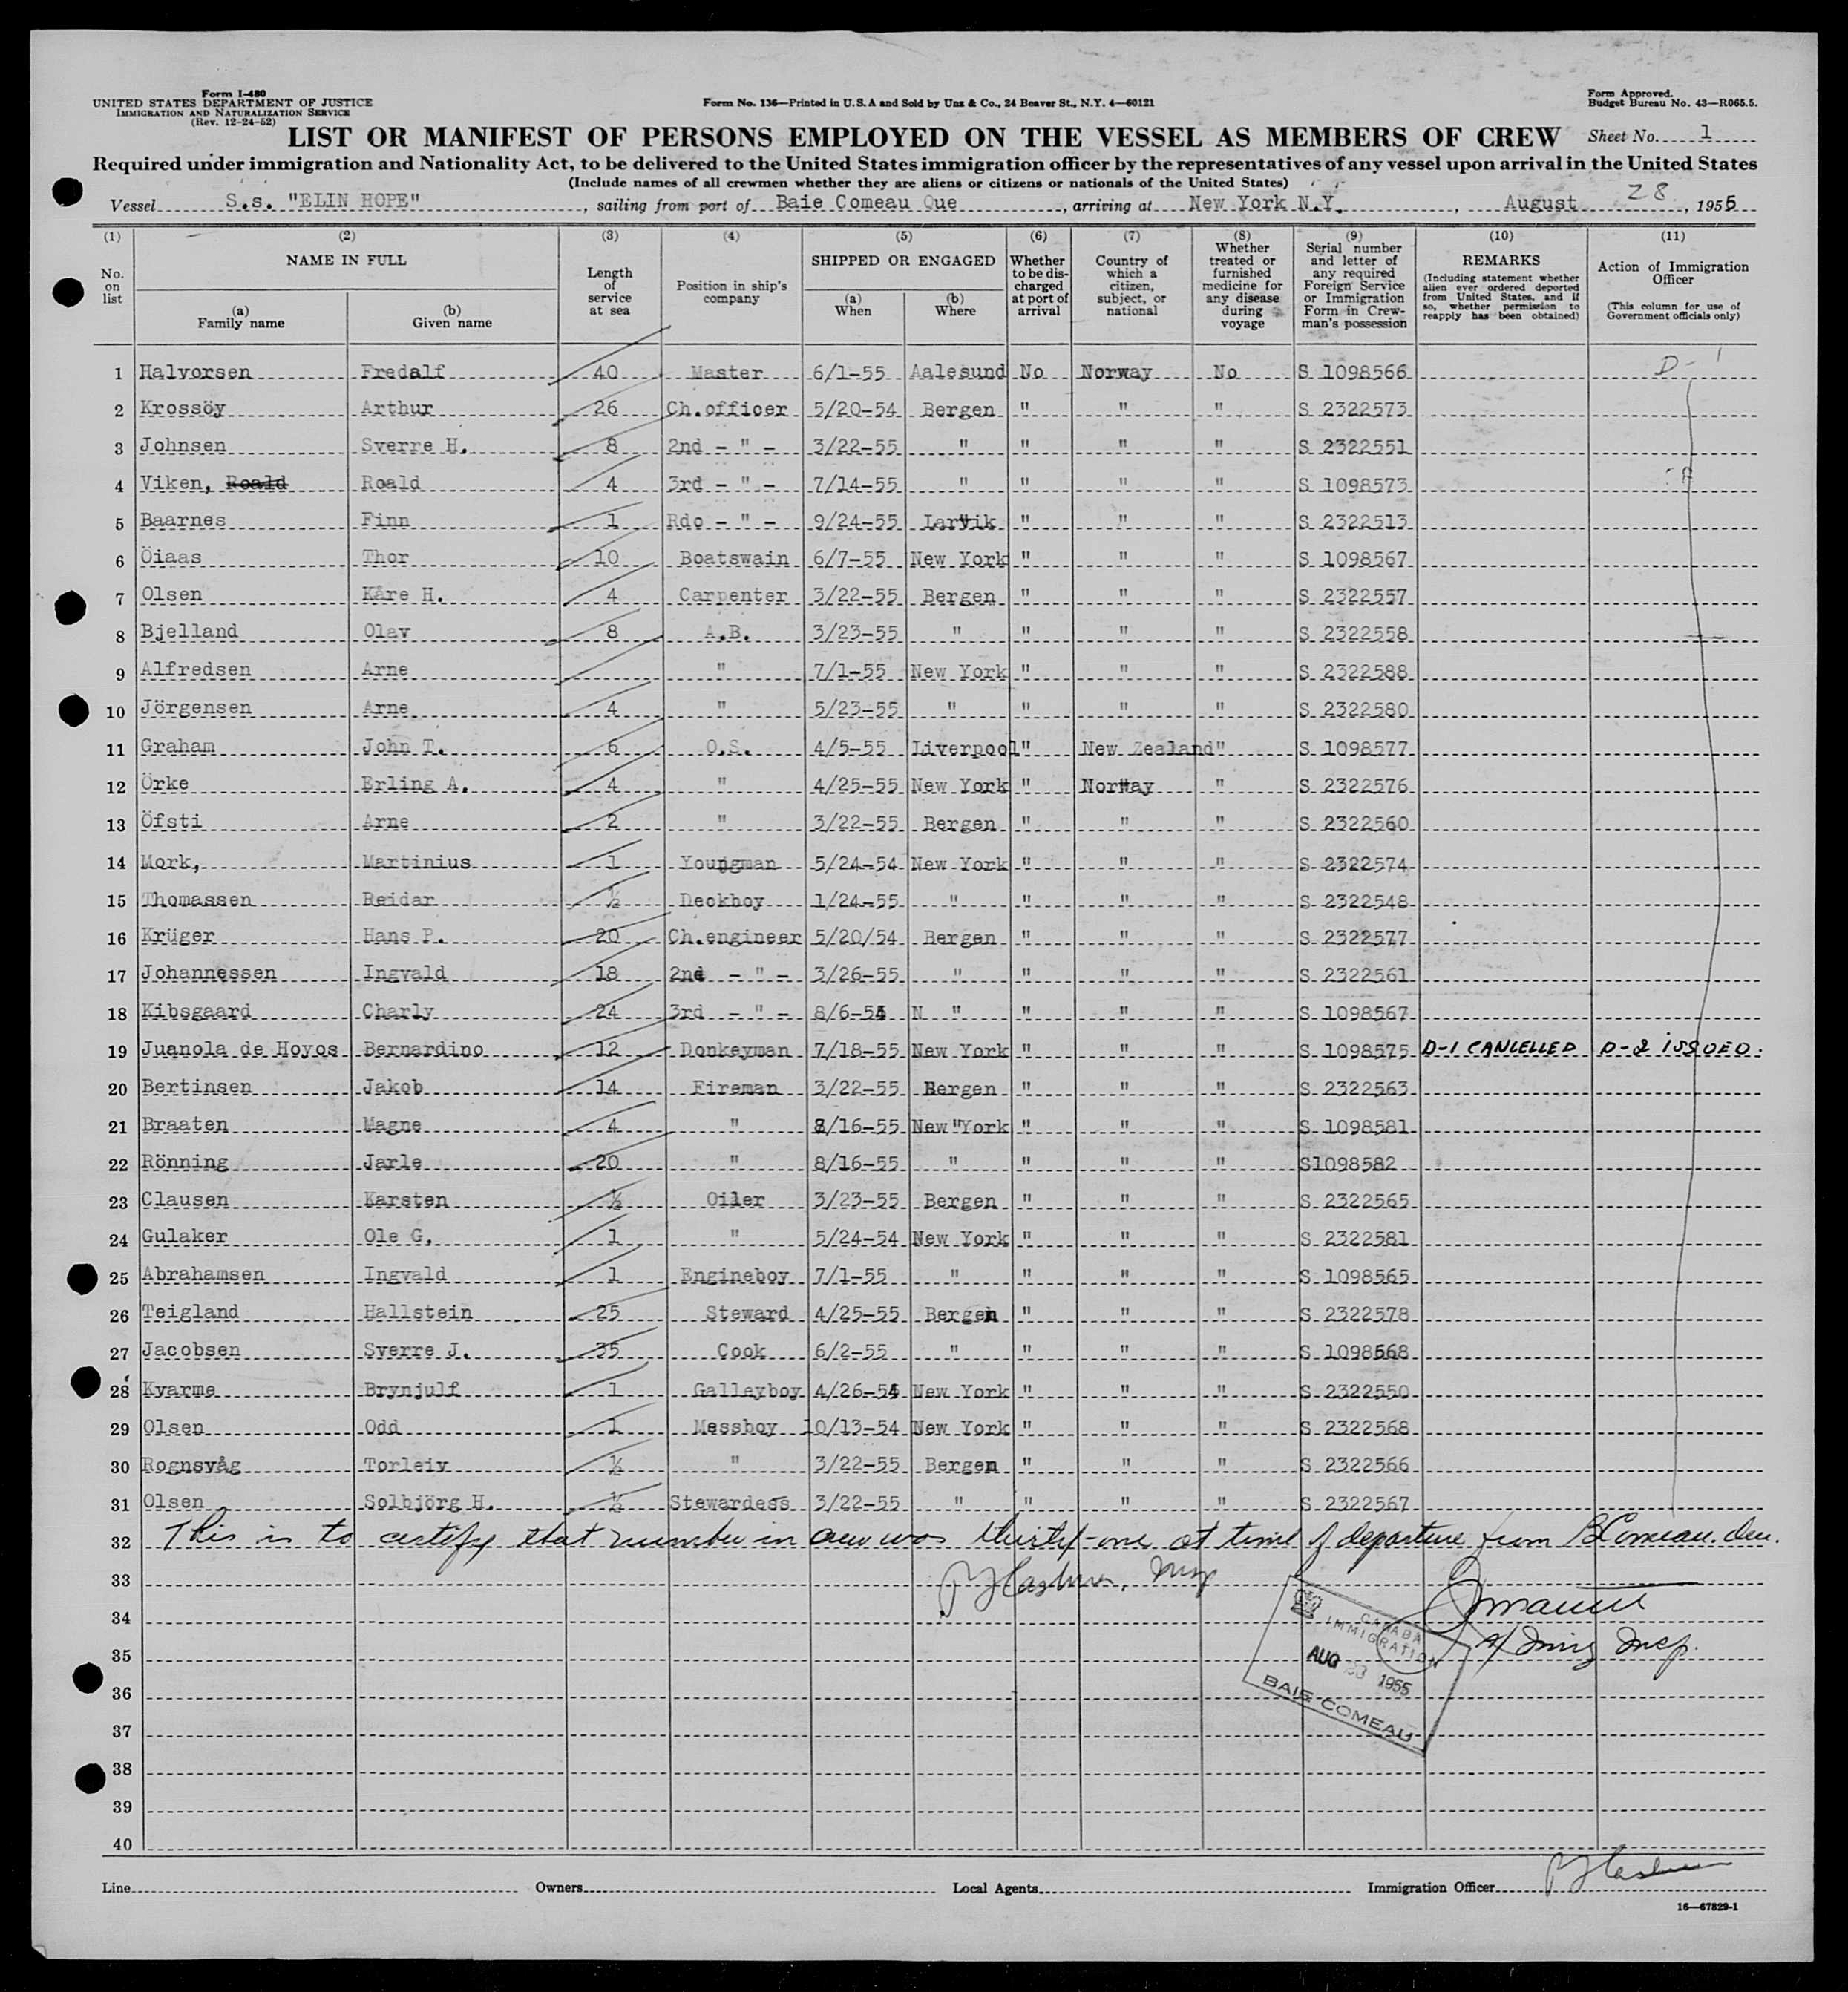 Form I-480
UNITED STATES DEPARTMENT OF JUSTICE
IMMIGRATION AND NATURALIZATION SERVICE
(Rev. 12-24-52)
Form No. 136—Printed in U.S.A and Sold by Unz & Co., 24 Beaver St., N.Y. 4—60121
Form Approved.
Budget Bureau No. 43—R065.5.
LIST OR MANIFEST OF PERSONS EMPLOYED ON THE VESSEL AS MEMBERS OF CREW Sheet No. 1
Required under immigration and Nationality Act, to be delivered to the United States immigration officer by the representatives of any vessel upon arrival in the United States
(Include names of all crewmen whether they are aliens or citizens or nationals of the United States)
Vessel S.s. "ELIN HOPE", sailing from port of Baie Comeau Que, arriving at New York N.Y., August 28, 1955
(1) (2) (3) (4) (5) (6) (7) (8) (9) (10) (11)
No. on list
NAME IN FULL
(a) Family name
(b) Given name
Length of service at sea
Position in ship's company
SHIPPED OR ENGAGED
(a) When
(b) Where
Whether to be discharged at port of arrival
Country of which a citizen, subject, or national
Whether treated or furnished medicine for any disease during voyage
Serial number and letter of any required Foreign Service or Immigration Form in Crewman's possession
REMARKS
(Including statement whether alien ever ordered deported from United States, and if so, whether permission to reapply has been obtained)
Action of Immigration Officer
(This column for use of Government officials only)
1 Halvorsen Fredalf 40 Master 6/1-55 Aalesund No Norway No S 1098566 D-1
2 Krossöy Arthur 26 Ch.officer 5/20-54 Bergen " " " S 2322573
3 Johnsen Sverre H. 8 2nd - " - 3/22-55 " " " " S 2322551
4 Viken, Roald Roald 4 3rd - " - 7/14-55 " " " " S 1098573
5 Baarnes Finn 1 Rdo - " - 9/24-55 Larvik " " " S 2322513
6 Öiaas Thor 10 Boatswain 6/7-55 New York " " " S 1098567
7 Olsen Kåre H. 4 Carpenter 3/22-55 Bergen " " " S 2322557
8 Bjelland Olav 8 A.B. 3/23-55 " " " " S 2322558
9 Alfredsen Arne " 7/1-55 New York " " " S 2322588
10 Jörgensen Arne 4 " 5/23-55 " " " " S 2322580
11 Graham John T. 6 O.S. 4/5-55 Liverpool " New Zealand " S 1098577
12 Örke Erling A. 4 " 4/25-55 New York " Norway " S 2322576
13 Öfsti Arne 2 " 3/22-55 Bergen " " " S 2322560
14 Mork, Martinius 1 Youngman 5/24-54 New York " " " S 2322574
15 Thomassen Reidar ½ Deckboy 1/24-55 " " " " S 2322548
16 Krüger Hans P. 20 Ch.engineer 5/20/54 Bergen " " " S 2322577
17 Johannessen Ingvald 18 2nd - " - 3/26-55 " " " " S 2322561
18 Kibsgaard Charly 24 3rd - " - 8/6-54 N " " " " S 1098567
19 Juanola de Hoyos Bernardino 12 Donkeyman 7/18-55 New York " " " S 1098575 D-1 CANCELLED D-2 ISSUED.
20 Bertinsen Jakob 14 Fireman 3/22-55 Bergen " " " S 2322563
21 Braaten Magne 4 " 8/16-55 New "York " " " S 1098581
22 Rönning Jarle 20 " 8/16-55 " " " " S1098582
23 Clausen Karsten ½ Oiler 3/23-55 Bergen " " " S 2322565
24 Gulaker Ole G. 1 " 5/24-54 New York " " " S 2322581
25 Abrahamsen Ingvald 1 Engineboy 7/1-55 " " " " S 1098565
26 Teigland Hallstein 25 Steward 4/25-55 Bergen " " " S 2322578
27 Jacobsen Sverre J. 35 Cook 6/2-55 " " " " S 1098568
28 Kvarme Brynjulf 1 Galleyboy 4/26-54 New York " " " S 2322550
29 Olsen Odd 1 Messboy 10/13-54 New York " " " S 2322568
30 Rognsvåg Torleiv ½ " 3/22-55 Bergen " " " S 2322566
31 Olsen Solbjörg H. ½ Stewardess 3/22-55 " " " " S 2322567
32 This is to certify that number in crew was thirty-one at time of departure from B.Comeau. Que.
33
34
35
36
37
38
39
40
CANADA
IMMIGRATION
AUG 23 1955
BAIE COMEAU
Line Owners Local Agents Immigration Officer
16—67829-1